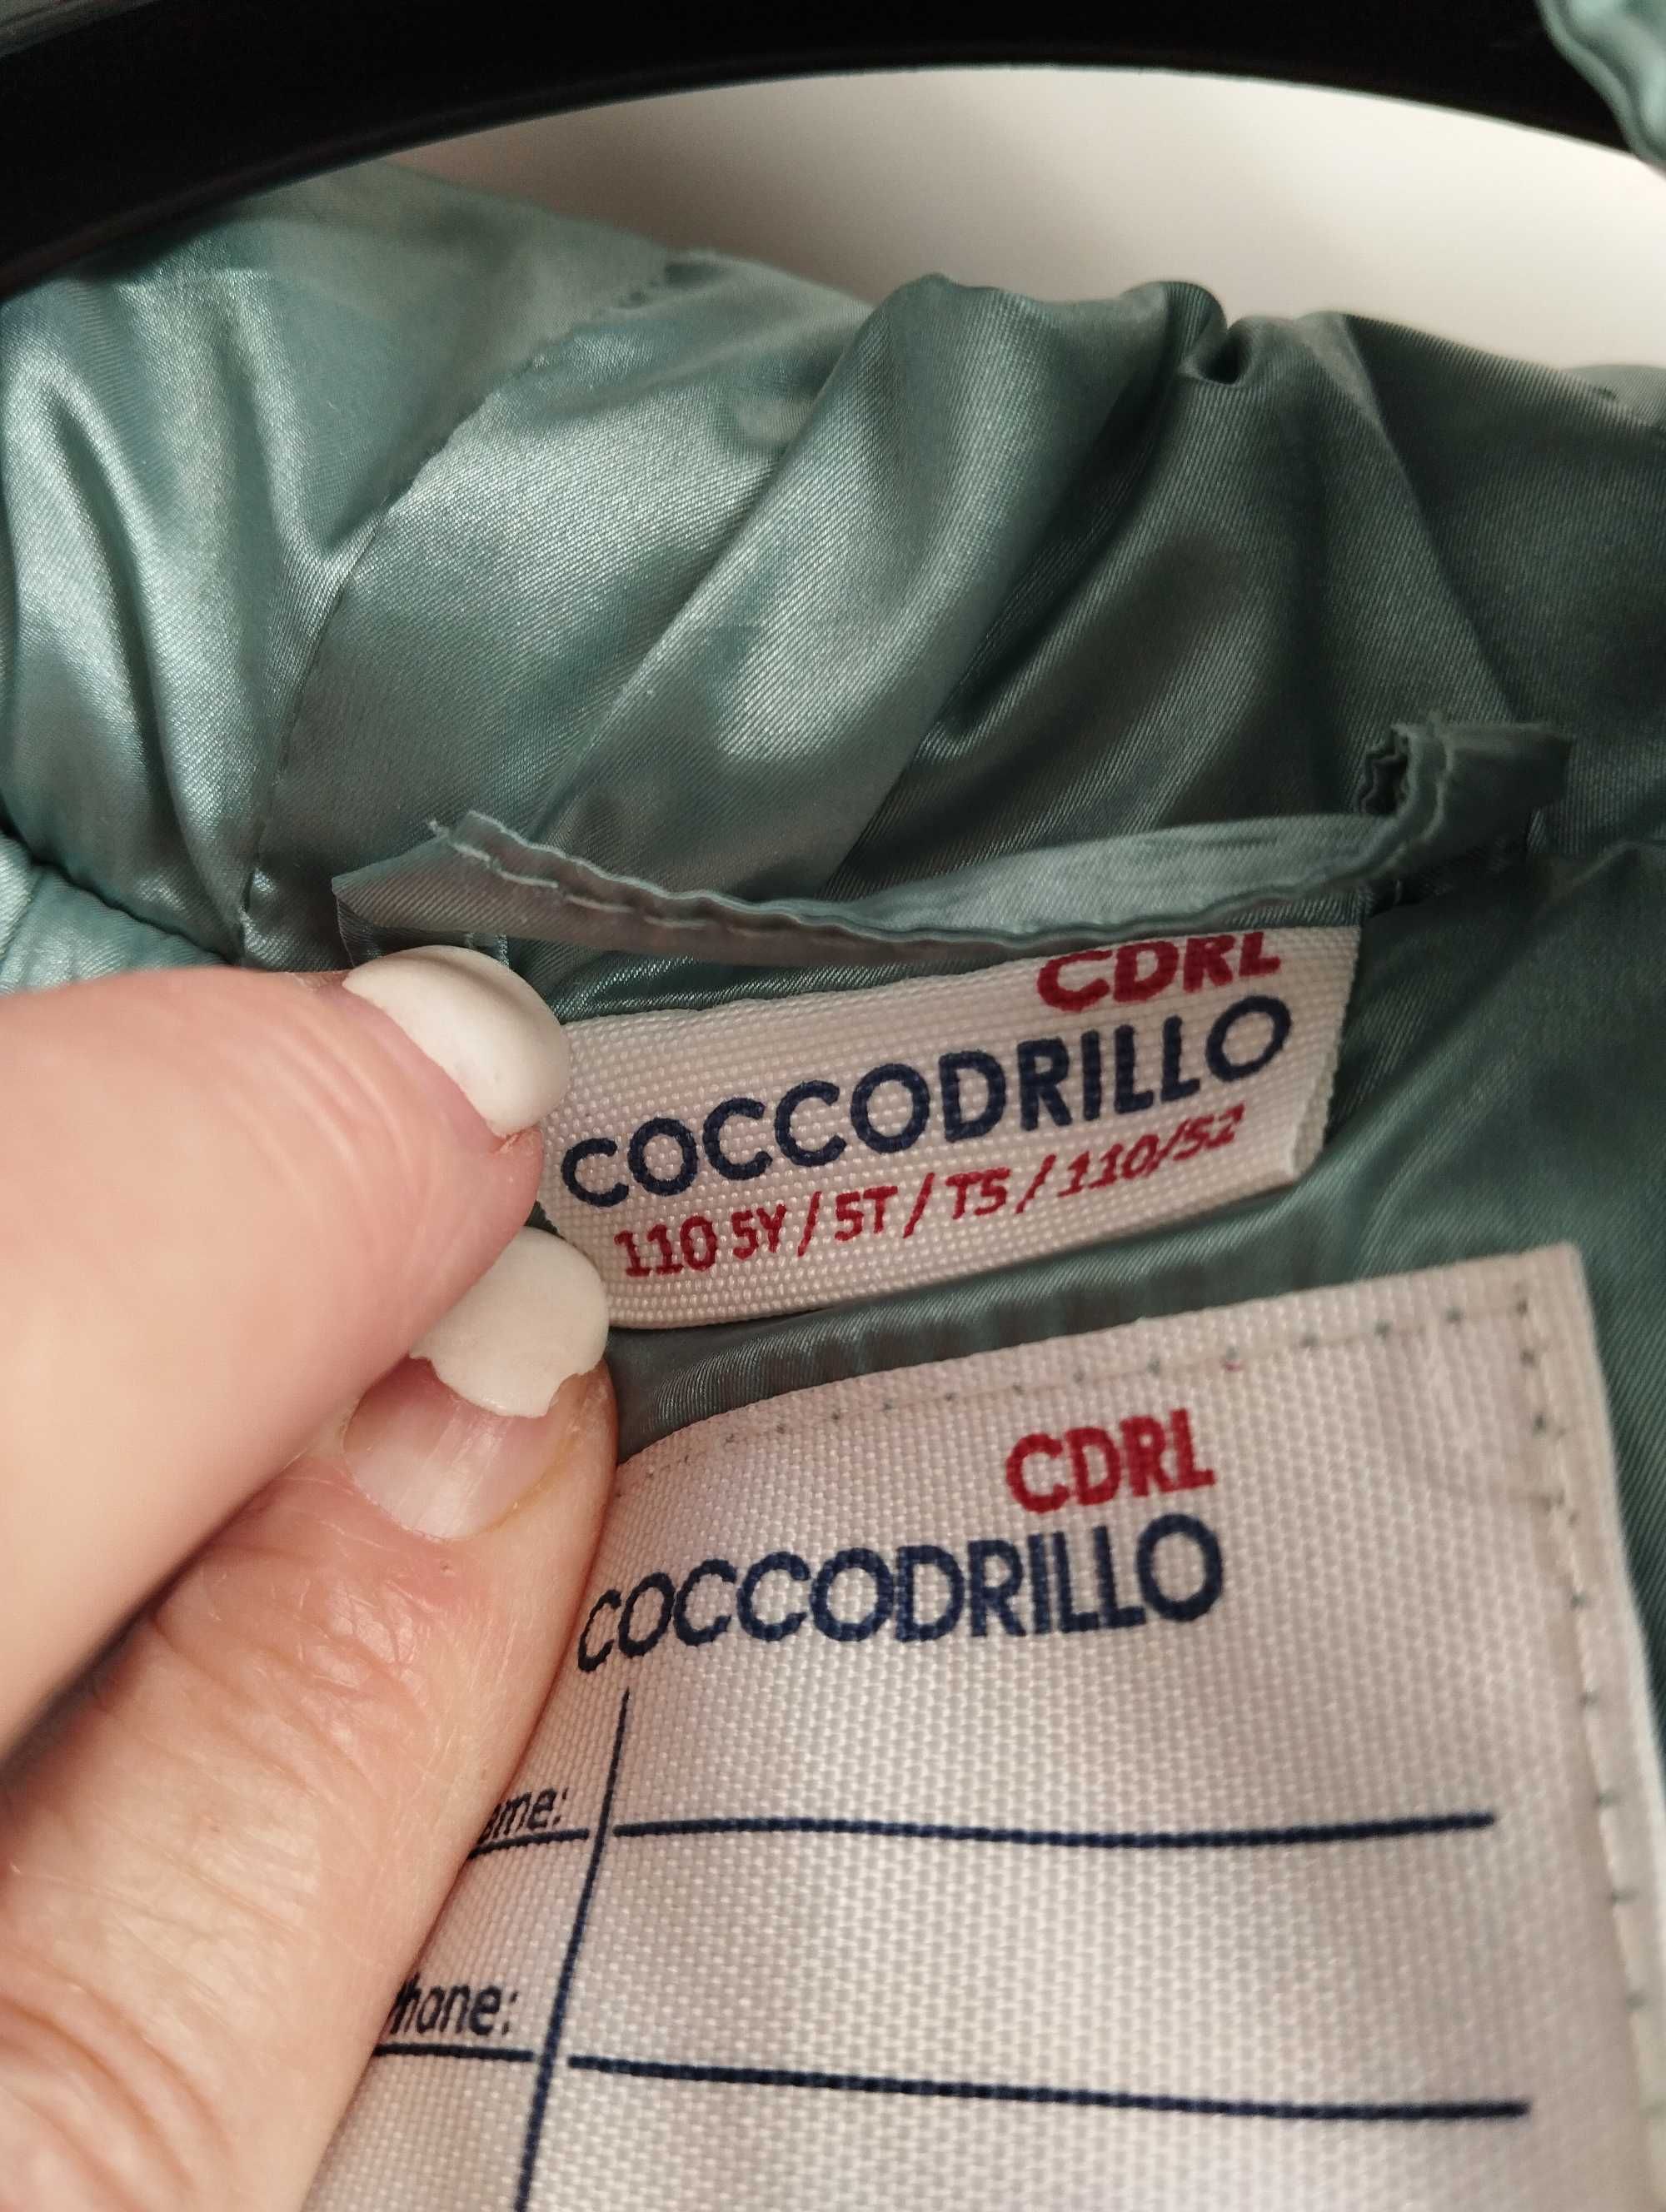 CDRL
COCCODRILLO
110 5Y / 5T / T5 / 110/52
CDRL
COCCODRILLO
ame:
hone: